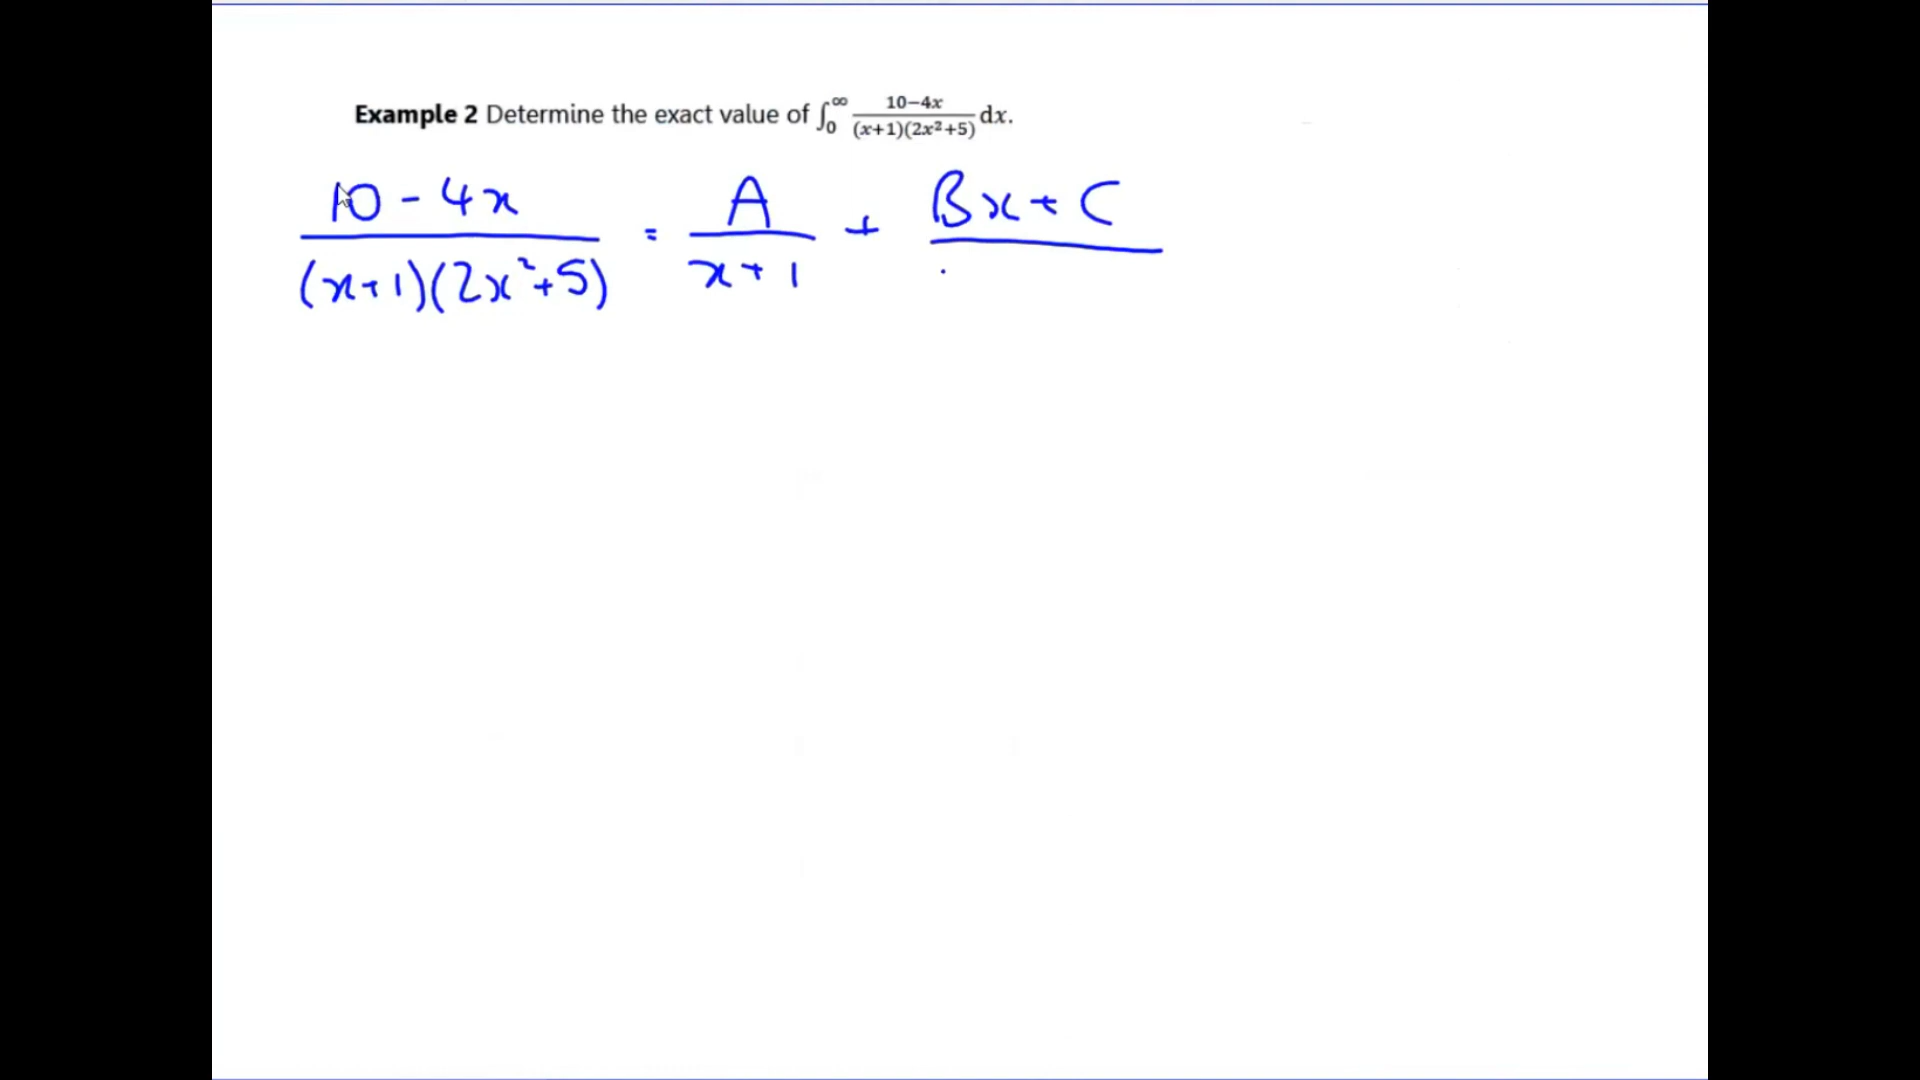 Example 2 Determine the exact value of ∫₀^∞ (10−4x)/((x+1)(2x²+5)) dx.
(10 - 4x)/((x+1)(2x²+5)) = A/(x+1) + (Bx + C)/